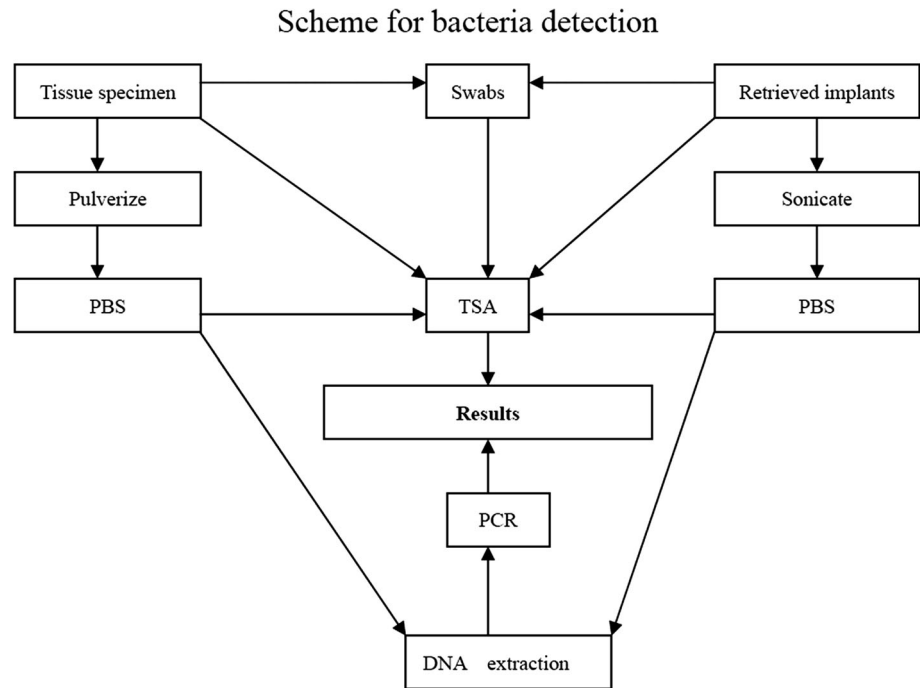 Scheme for bacteria detection
Tissue specimen
Swabs
Retrieved implants
Pulverize
Sonicate
PBS
TSA
PBS
Results
PCR
DNA extraction